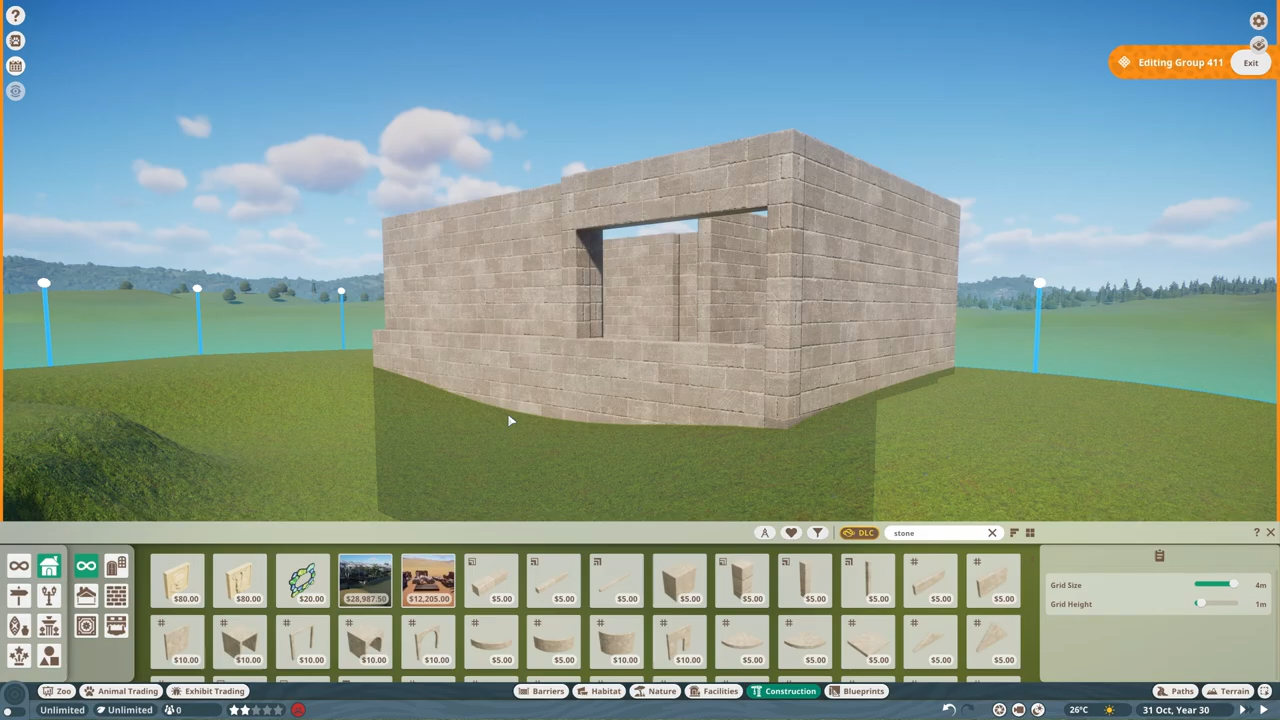 ?
Editing Group 411
Exit
DLC
stone
?
$80.00
$80.00
$20.00
$28,987.50
$12,205.00
$5.00
$5.00
$5.00
$5.00
$5.00
$5.00
$5.00
$5.00
$5.00
Grid Size
4m
Grid Height
1m
$10.00
$10.00
$10.00
$10.00
$10.00
$5.00
$5.00
$10.00
$10.00
$5.00
$5.00
$5.00
$5.00
$5.00
Zoo
Animal Trading
Exhibit Trading
Barriers
Habitat
Nature
Facilities
Construction
Blueprints
Paths
Terrain
Unlimited
Unlimited
0
26°C
31 Oct, Year 30